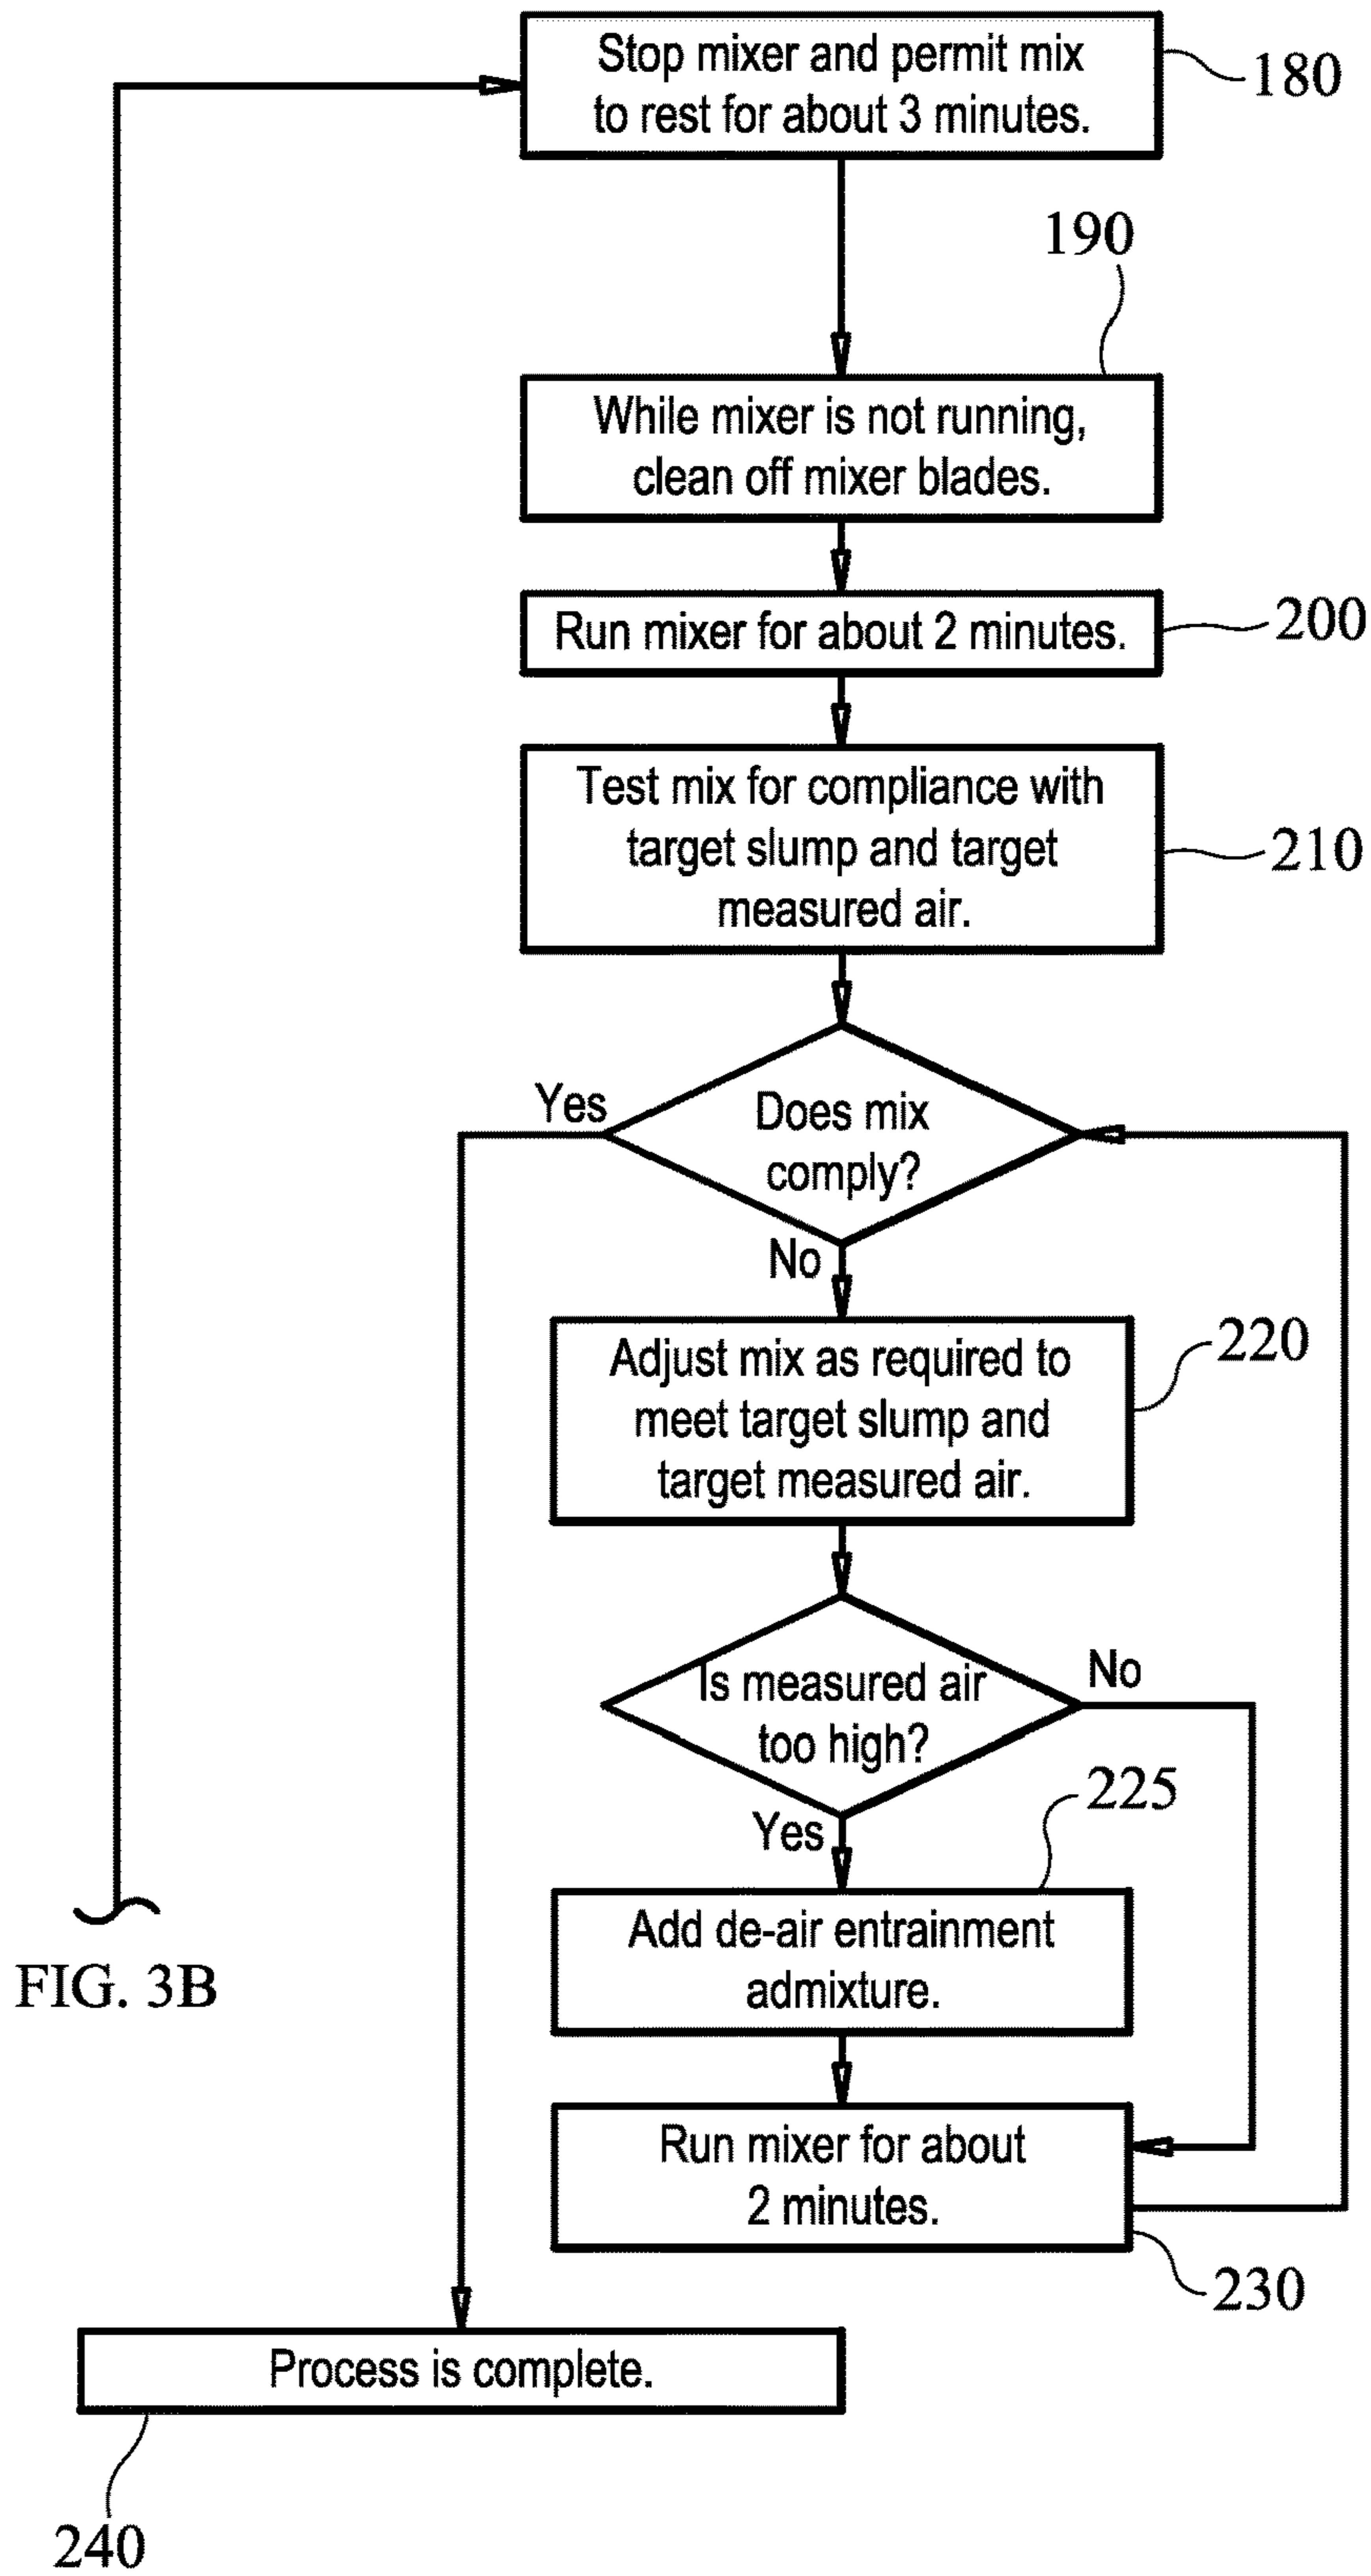 Stop mixer and permit mix
to rest for about 3 minutes.
180
190
While mixer is not running,
clean off mixer blades.
Run mixer for about 2 minutes.
200
Test mix for compliance with
target slump and target
measured air.
210
Yes
Does mix
comply?
No
Adjust mix as required to
meet target slump and
target measured air.
220
Is measured air
too high?
No
Yes
225
Add de-air entrainment
admixture.
FIG. 3B
Run mixer for about
2 minutes.
230
Process is complete.
240